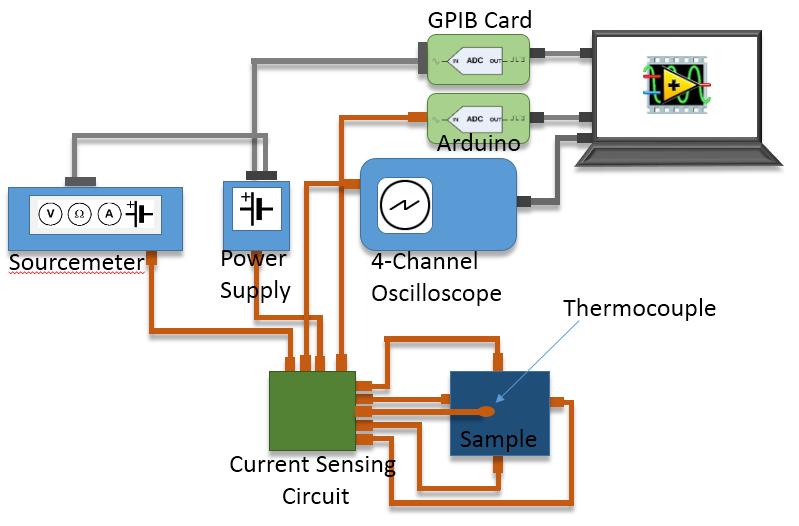 GPIB Card
IN ADC OUT
IN ADC OUT
Arduino
V Ω A +
+
+
Sourcemeter
Power
Supply
4-Channel
Oscilloscope
Thermocouple
Sample
Current Sensing
Circuit